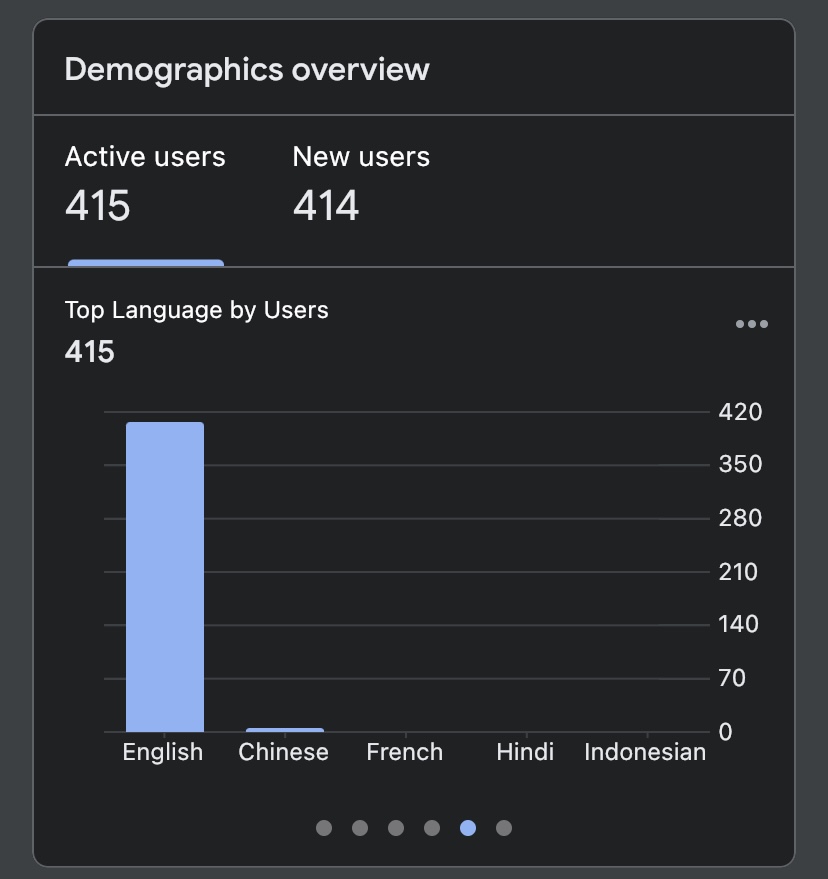 Demographics overview
Active users
415
New users
414
Top Language by Users
415
420
350
280
210
140
70
0
English
Chinese
French
Hindi
Indonesian